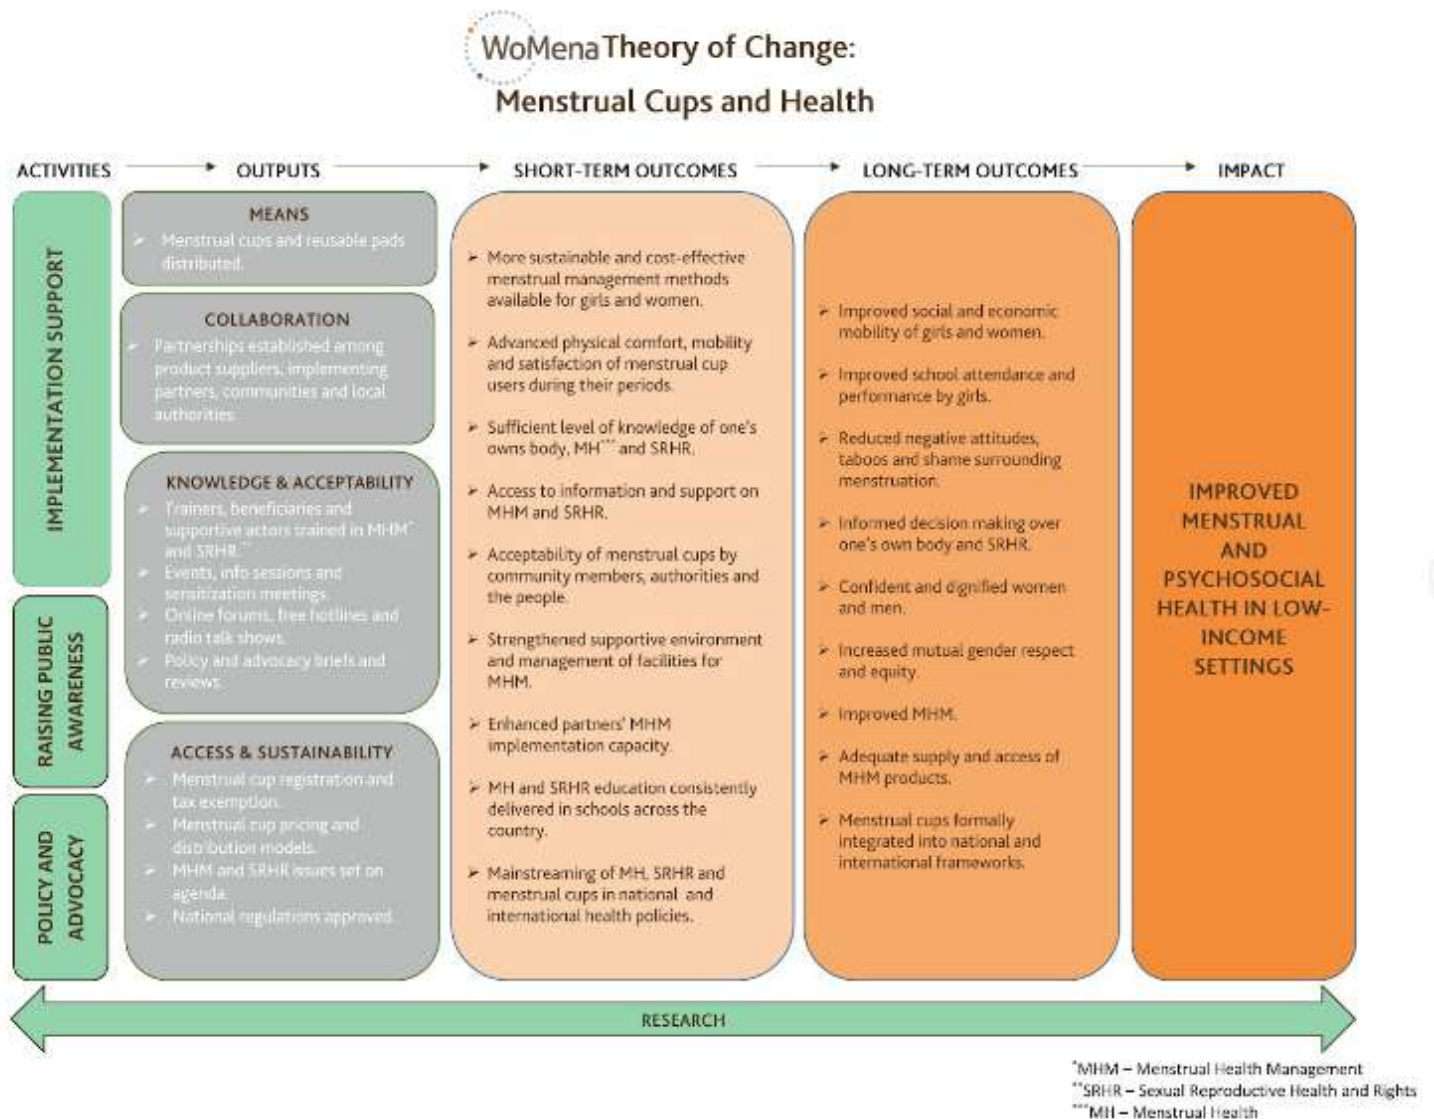 WoMena Theory of Change:
Menstrual Cups and Health
ACTIVITIES
OUTPUTS
SHORT-TERM OUTCOMES
LONG-TERM OUTCOMES
IMPACT
IMPLEMENTATION SUPPORT
RAISING PUBLIC
AWARENESS
POLICY AND
ADVOCACY
MEANS
➢ Menstrual cups and reusable pads
distributed.
COLLABORATION
➢ Partnerships established among
product suppliers, implementing
partners, communities and local
authorities.
KNOWLEDGE & ACCEPTABILITY
➢ Trainers, beneficiaries and
supportive actors trained in MHM*
and SRHR.**
➢ Events, info sessions and
sensitization meetings.
➢ Online forums, free hotlines and
radio talk shows.
➢ Policy and advocacy briefs and
reviews.
ACCESS & SUSTAINABILITY
➢ Menstrual cup registration and
tax exemption.
➢ Menstrual cup pricing and
distribution models.
➢ MHM and SRHR issues set on
agenda.
➢ National regulations approved.
➢ More sustainable and cost-effective
menstrual management methods
available for girls and women.
➢ Advanced physical comfort, mobility
and satisfaction of menstrual cup
users during their periods.
➢ Sufficient level of knowledge of one's
owns body, MH*** and SRHR.
➢ Access to information and support on
MHM and SRHR.
➢ Acceptability of menstrual cups by
community members, authorities and
the people.
➢ Strengthened supportive environment
and management of facilities for
MHM.
➢ Enhanced partners' MHM
implementation capacity.
➢ MH and SRHR education consistently
delivered in schools across the
country.
➢ Mainstreaming of MH, SRHR and
menstrual cups in national and
international health policies.
➢ Improved social and economic
mobility of girls and women.
➢ Improved school attendance and
performance by girls.
➢ Reduced negative attitudes,
taboos and shame surrounding
menstruation.
➢ Informed decision making over
one's own body and SRHR.
➢ Confident and dignified women
and men.
➢ Increased mutual gender respect
and equity.
➢ Improved MHM.
➢ Adequate supply and access of
MHM products.
➢ Menstrual cups formally
integrated into national and
international frameworks.
IMPROVED
MENSTRUAL
AND
PSYCHOSOCIAL
HEALTH IN LOW-
INCOME
SETTINGS
RESEARCH
*MHM – Menstrual Health Management
**SRHR – Sexual Reproductive Health and Rights
***MH – Menstrual Health